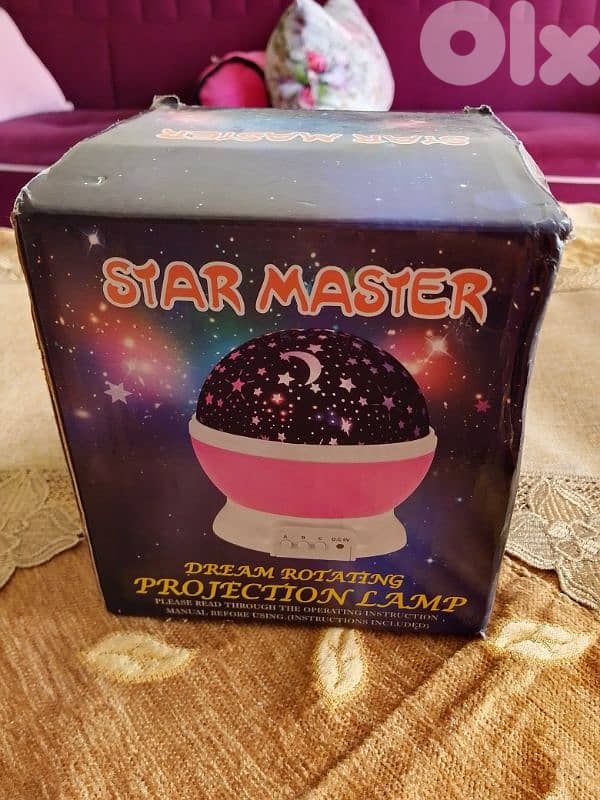 Olx
STAR MASTER
STAR MASTER
A B C
DREAM ROTATING
PROJECTION LAMP
PLEASE READ THROUGH THE OPERATING INSTRUCTION
MANUAL BEFORE USING.(INSTRUCTIONS INCLUDED)